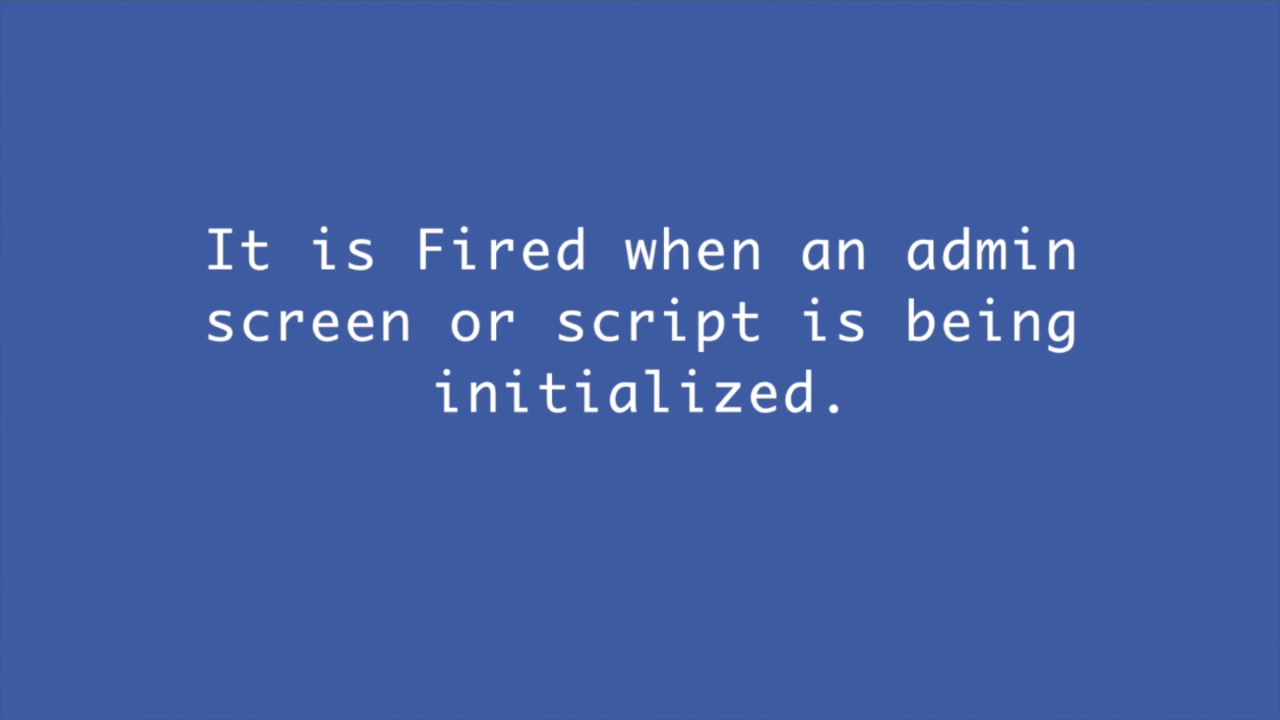 It is Fired when an admin
screen or script is being
initialized.